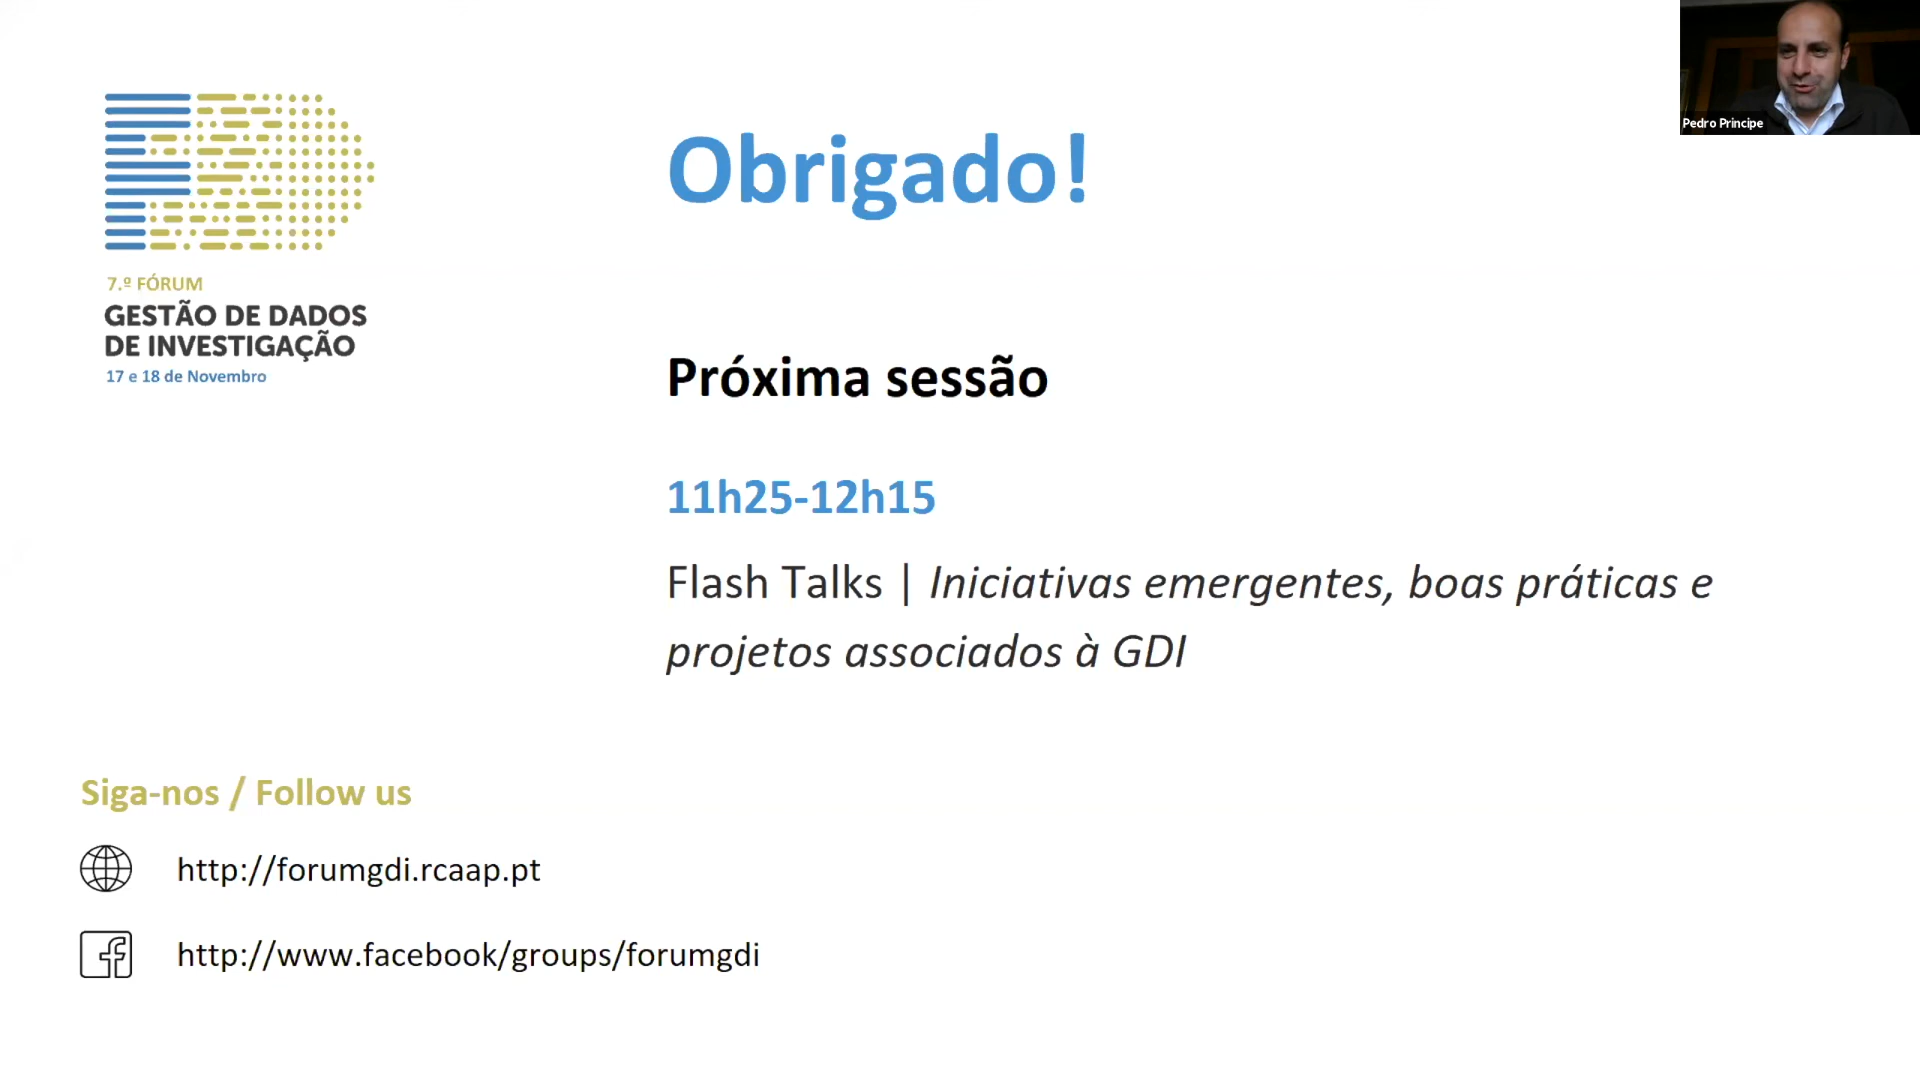 Pedro Principe
Obrigado!
7.º FÓRUM
GESTÃO DE DADOS
DE INVESTIGAÇÃO
17 e 18 de Novembro
Próxima sessão
11h25-12h15
Flash Talks | Iniciativas emergentes, boas práticas e
projetos associados à GDI
Siga-nos / Follow us
http://forumgdi.rcaap.pt
http://www.facebook/groups/forumgdi